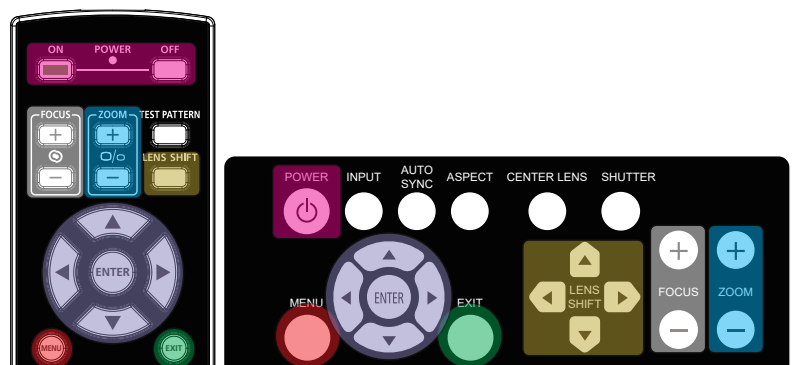 ON POWER OFF
FOCUS ZOOM TEST PATTERN
LENS SHIFT
ENTER
MENU EXIT
POWER INPUT AUTO SYNC ASPECT CENTER LENS SHUTTER
FOCUS ZOOM
LENS SHIFT
ENTER
MENU EXIT